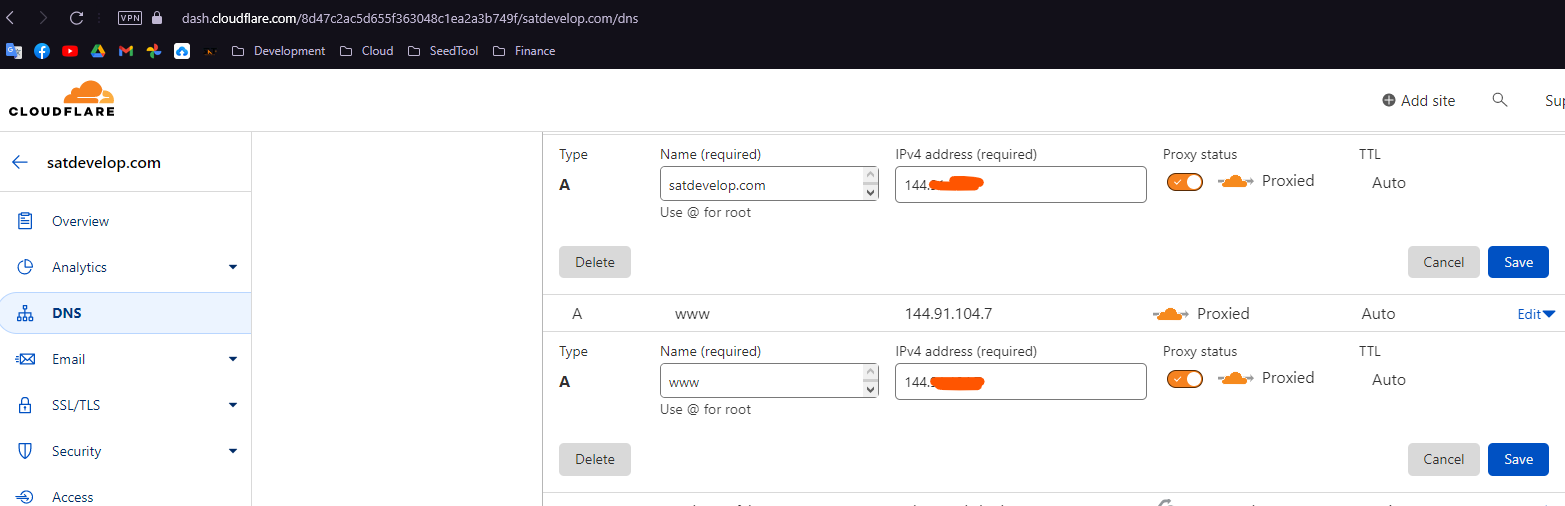 VPN dash.cloudflare.com/8d47c2ac5d655f363048c1ea2a3b749f/satdevelop.com/dns
Development Cloud SeedTool Finance
CLOUDFLARE
Add site
satdevelop.com
Overview
Analytics
DNS
Email
SSL/TLS
Security
Access
Type Name (required) IPv4 address (required) Proxy status TTL
A satdevelop.com 144. Proxied Auto
Use @ for root
Delete Cancel Save
A www 144.91.104.7 Proxied Auto Edit
Type Name (required) IPv4 address (required) Proxy status TTL
A www 144. Proxied Auto
Use @ for root
Delete Cancel Save